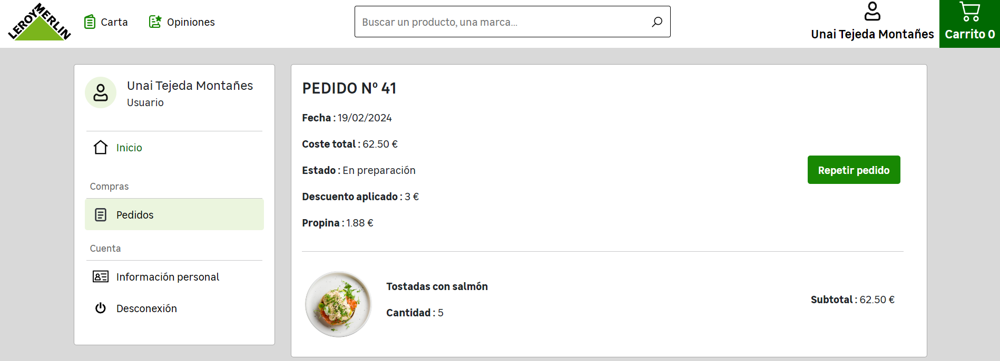 LEROY MERLIN
Carta
Opiniones
Buscar un producto, una marca...
Unai Tejeda Montañes
Carrito 0
Unai Tejeda Montañes
Usuario
Inicio
Compras
Pedidos
Cuenta
Información personal
Desconexión
PEDIDO Nº 41
Fecha : 19/02/2024
Coste total : 62.50 €
Estado : En preparación
Descuento aplicado : 3 €
Propina : 1.88 €
Repetir pedido
Tostadas con salmón
Cantidad : 5
Subtotal : 62.50 €